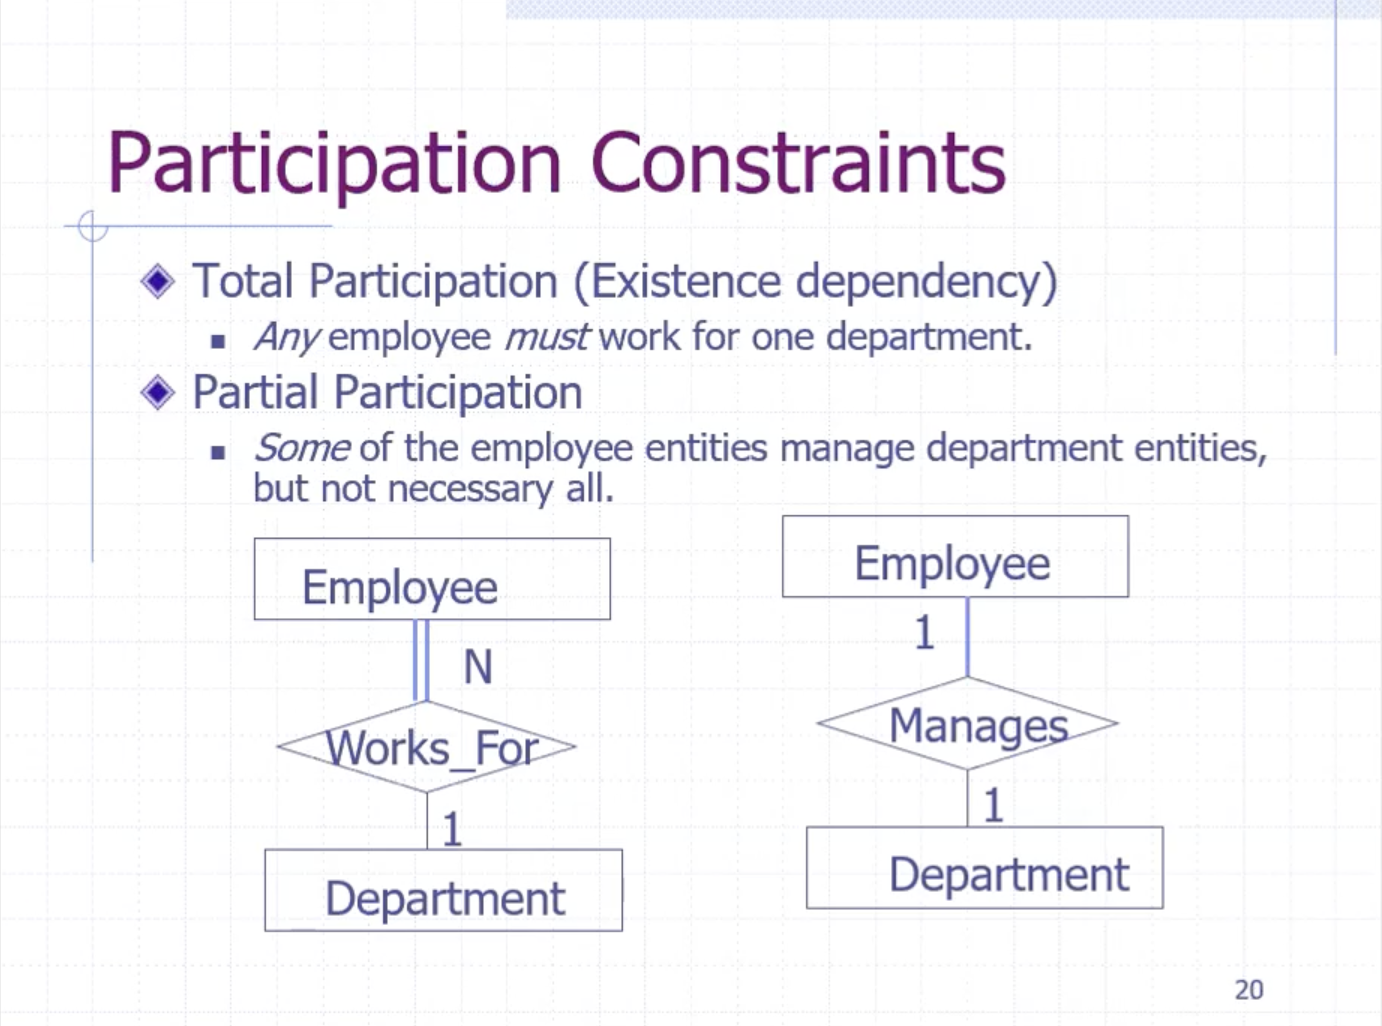 Participation Constraints
Total Participation (Existence dependency)
Any employee must work for one department.
Partial Participation
Some of the employee entities manage department entities,
but not necessary all.
Employee
N
Works_For
1
Department
Employee
1
Manages
1
Department
20